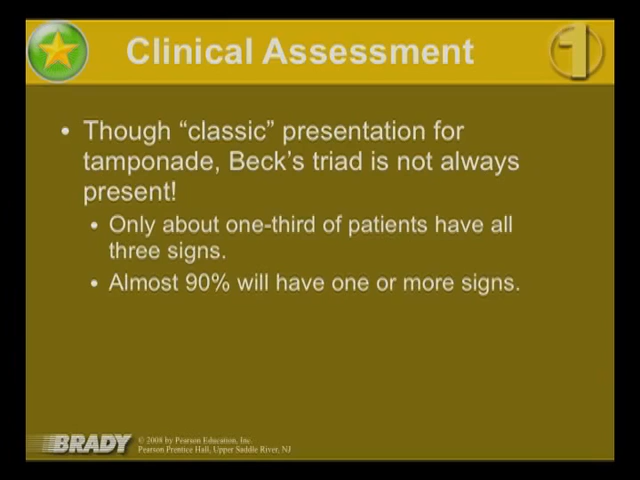 Clinical Assessment
1
• Though “classic” presentation for
tamponade, Beck’s triad is not always
present!
• Only about one-third of patients have all
three signs.
• Almost 90% will have one or more signs.
BRADY
© 2008 by Pearson Education, Inc.
Pearson Prentice Hall, Upper Saddle River, NJ